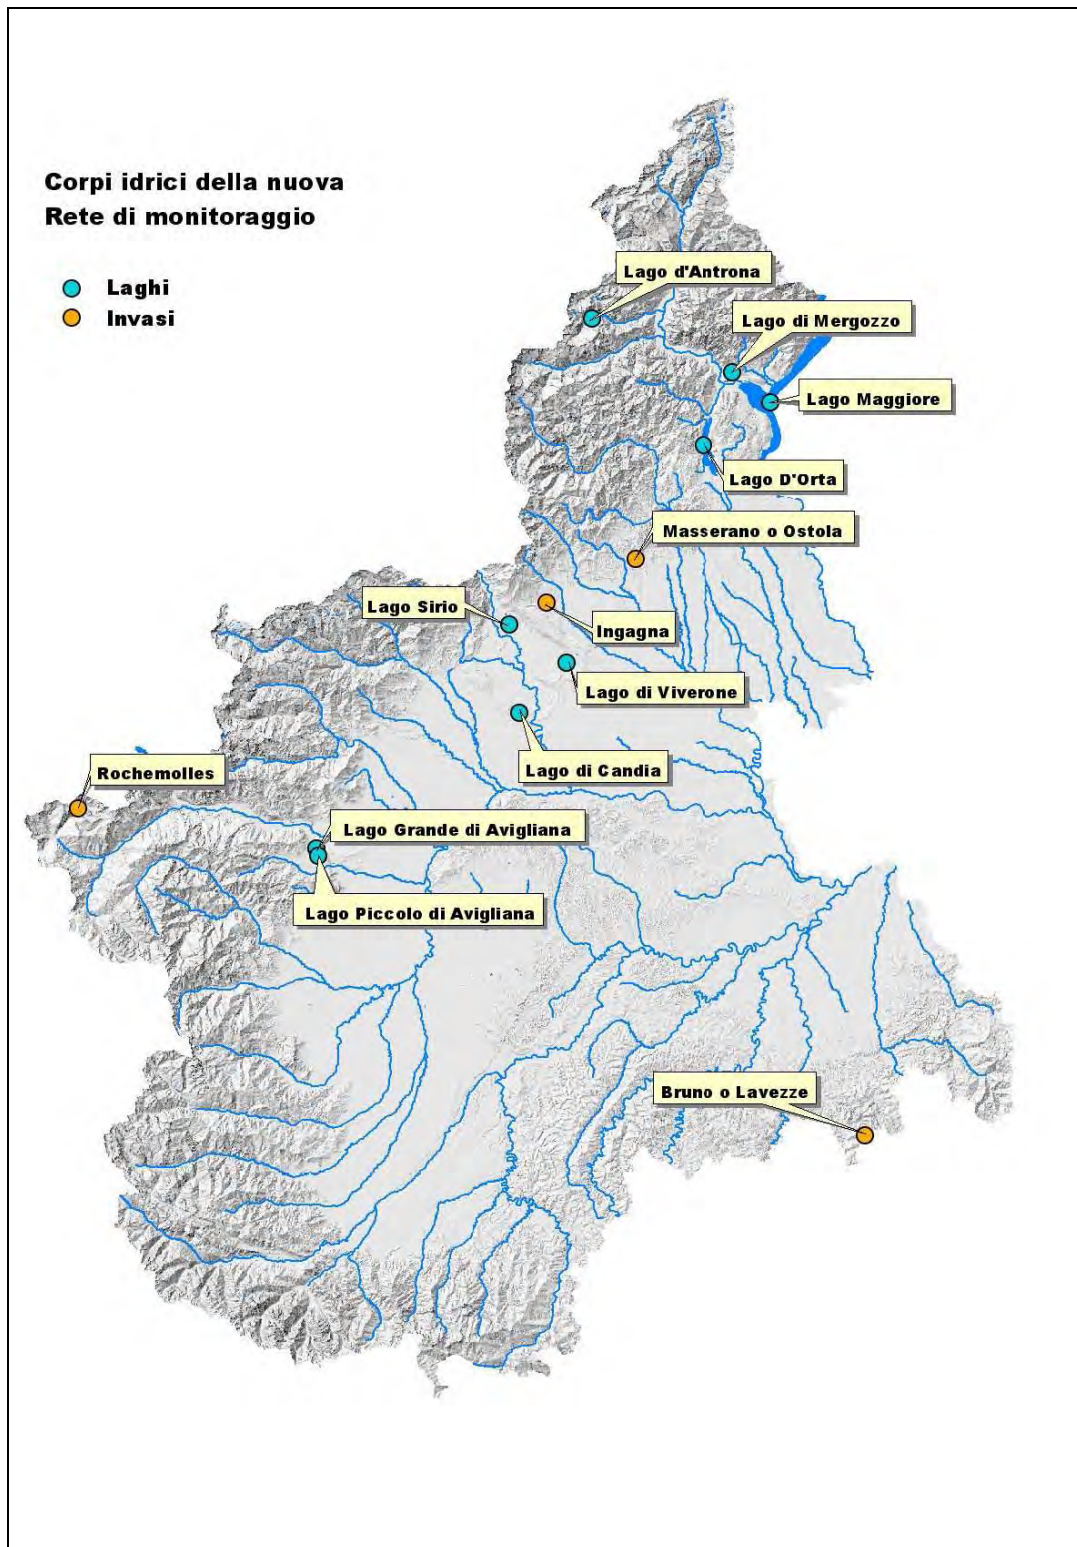 Corpi idrici della nuova
Rete di monitoraggio
Laghi
Invasi
Lago d'Antrona
Lago di Mergozzo
Lago Maggiore
Lago D'Orta
Masserano o Ostola
Lago Sirio
Ingagna
Lago di Viverone
Lago di Candia
Rochemolles
Lago Grande di Avigliana
Lago Piccolo di Avigliana
Bruno o Lavezze